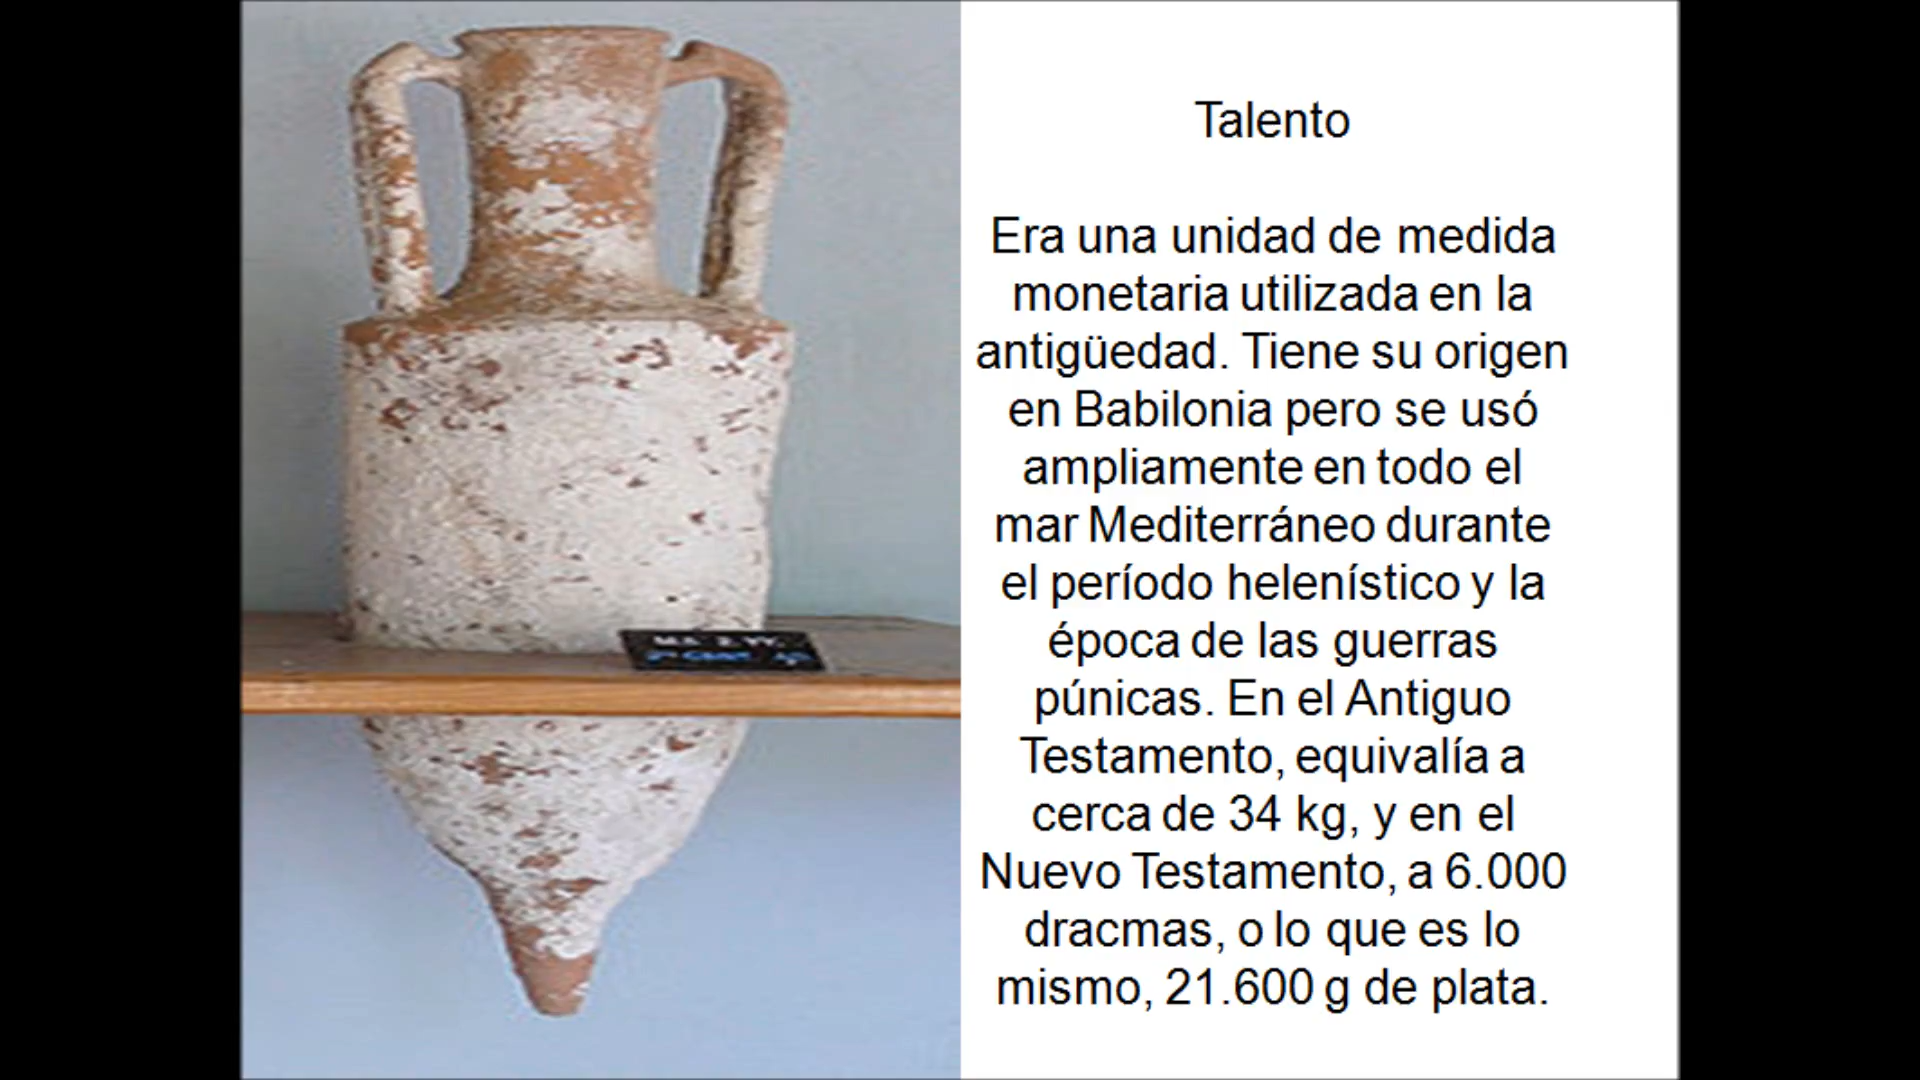 Talento
Era una unidad de medida
monetaria utilizada en la
antigüedad. Tiene su origen
en Babilonia pero se usó
ampliamente en todo el
mar Mediterráneo durante
el período helenístico y la
época de las guerras
púnicas. En el Antiguo
Testamento, equivalía a
cerca de 34 kg, y en el
Nuevo Testamento, a 6.000
dracmas, o lo que es lo
mismo, 21.600 g de plata.